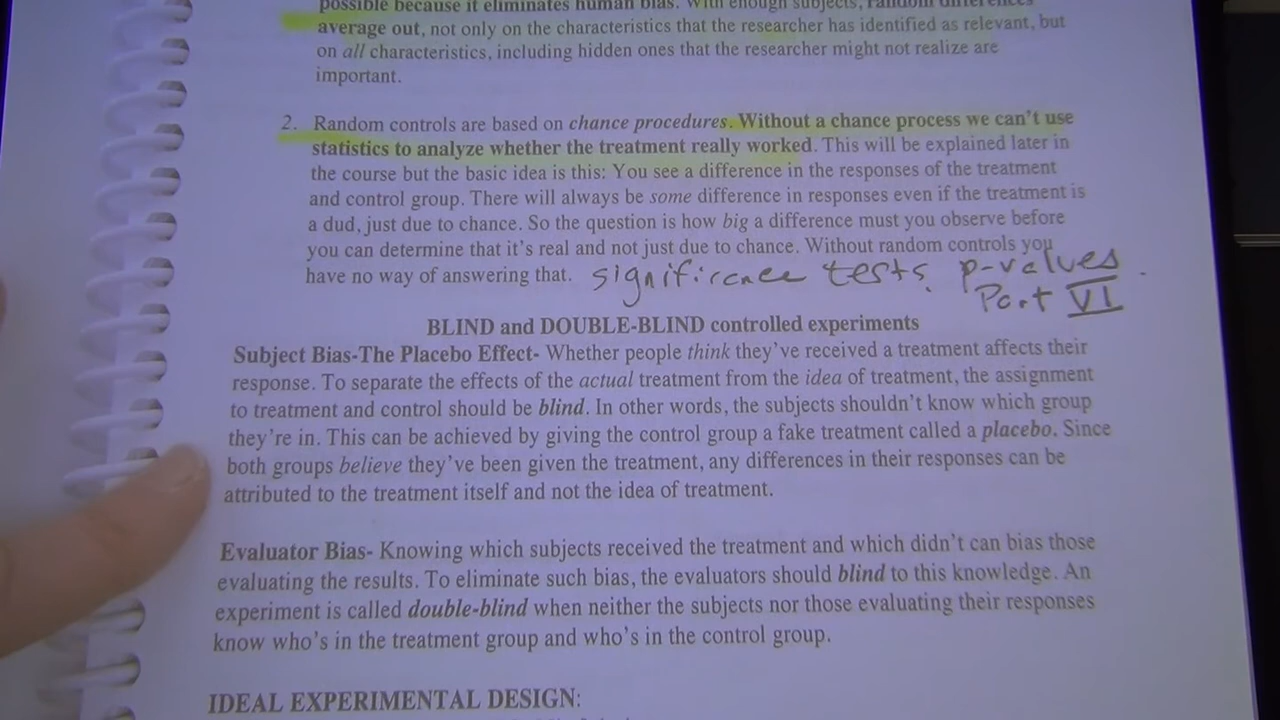 possible because it eliminates human bias. With enough subjects, random differences
average out, not only on the characteristics that the researcher has identified as relevant, but
on all characteristics, including hidden ones that the researcher might not realize are
important.
2. Random controls are based on chance procedures. Without a chance process we can't use
statistics to analyze whether the treatment really worked. This will be explained later in
the course but the basic idea is this: You see a difference in the responses of the treatment
and control group. There will always be some difference in responses even if the treatment is
a dud, just due to chance. So the question is how big a difference must you observe before
you can determine that it's real and not just due to chance. Without random controls you
have no way of answering that. significance tests, p-values
Part VI
BLIND and DOUBLE-BLIND controlled experiments
Subject Bias-The Placebo Effect- Whether people think they've received a treatment affects their
response. To separate the effects of the actual treatment from the idea of treatment, the assignment
to treatment and control should be blind. In other words, the subjects shouldn't know which group
they're in. This can be achieved by giving the control group a fake treatment called a placebo. Since
both groups believe they've been given the treatment, any differences in their responses can be
attributed to the treatment itself and not the idea of treatment.
Evaluator Bias- Knowing which subjects received the treatment and which didn't can bias those
evaluating the results. To eliminate such bias, the evaluators should blind to this knowledge. An
experiment is called double-blind when neither the subjects nor those evaluating their responses
know who's in the treatment group and who's in the control group.
IDEAL EXPERIMENTAL DESIGN: